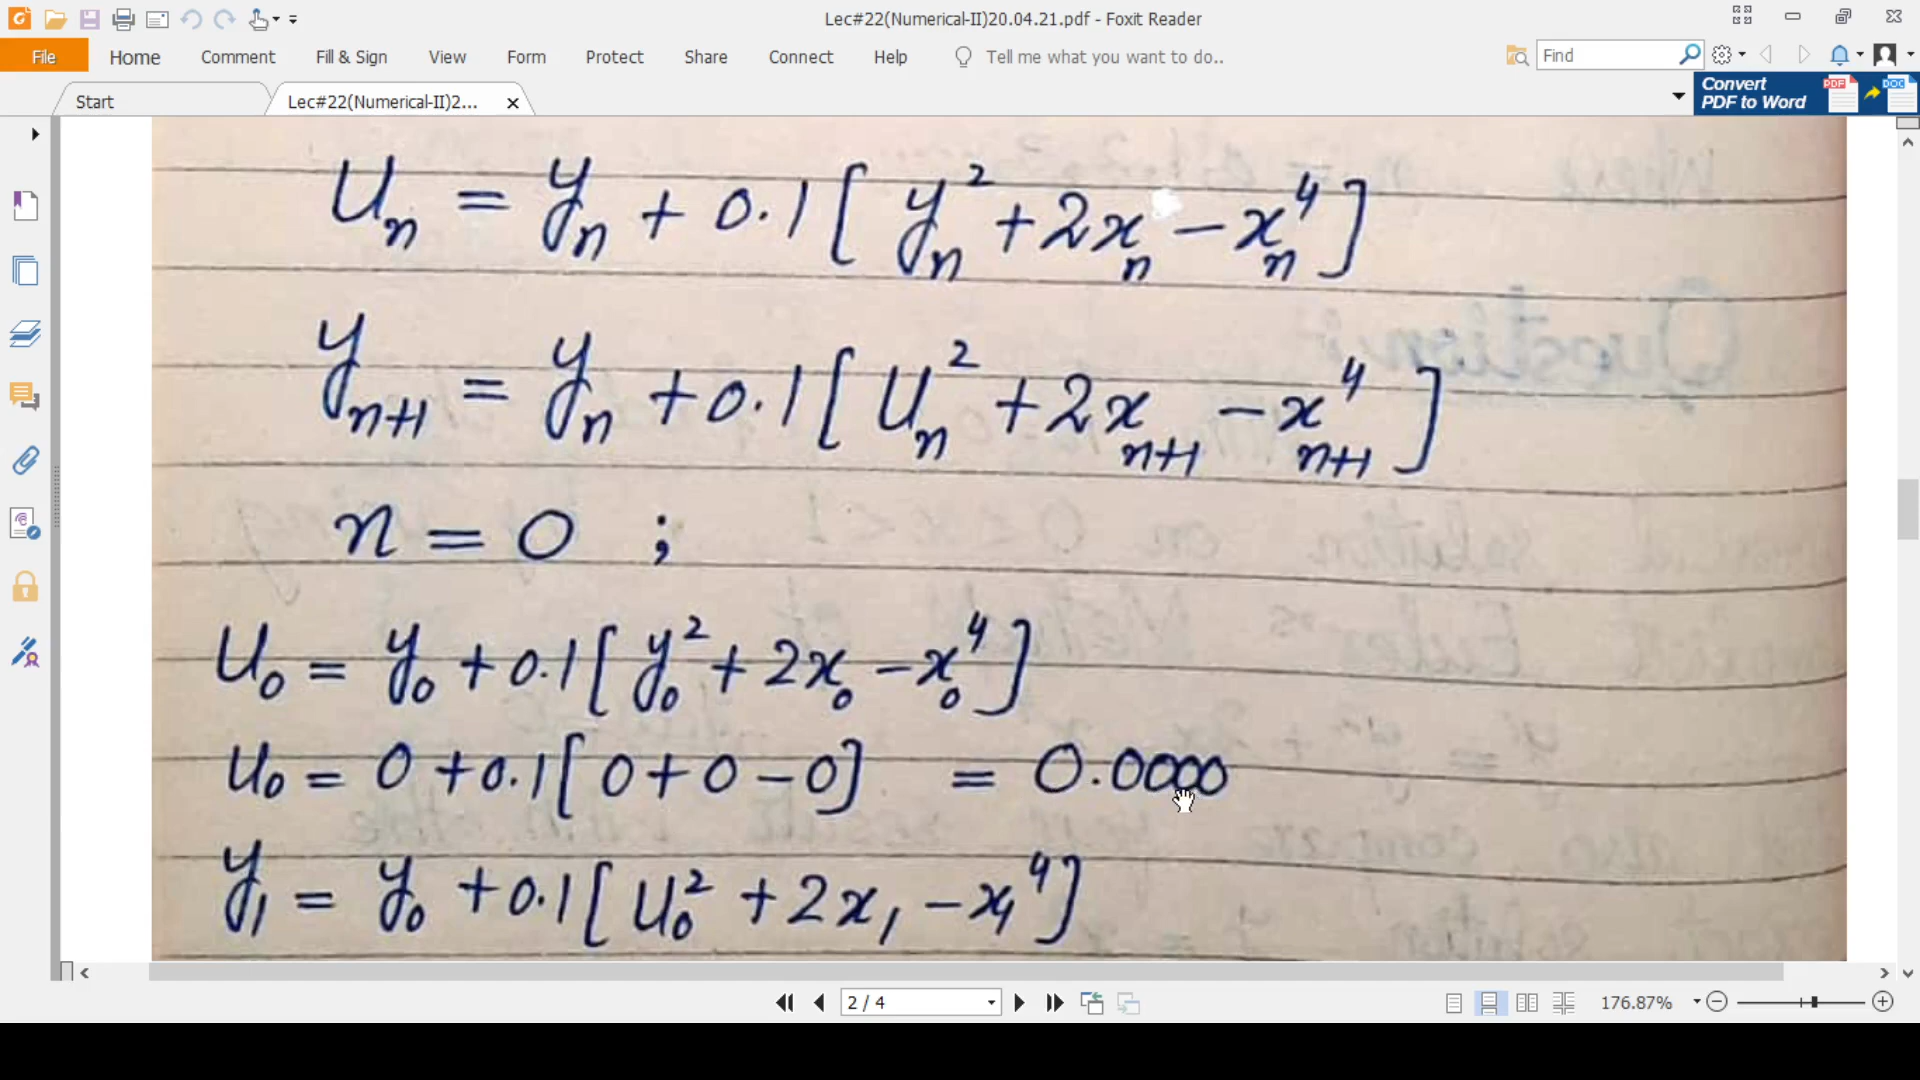 Lec#22(Numerical-II)20.04.21.pdf - Foxit Reader
File Home Comment Fill & Sign View Form Protect Share Connect Help Tell me what you want to do.. Find
Start Lec#22(Numerical-II)2... Convert PDF to Word PDF DOC
Uₙ = yₙ + 0.1 [ yₙ² + 2xₙ − xₙ⁴ ]
yₙ₊₁ = yₙ + 0.1 [ Uₙ² + 2xₙ₊₁ − xₙ₊₁⁴ ]
n = 0 ;
U₀ = y₀ + 0.1 [ y₀² + 2x₀ − x₀⁴ ]
U₀ = 0 + 0.1 [ 0 + 0 − 0 ] = 0.0000
y₁ = y₀ + 0.1 [ U₀² + 2x₁ − x₁⁴ ]
2 / 4 176.87%